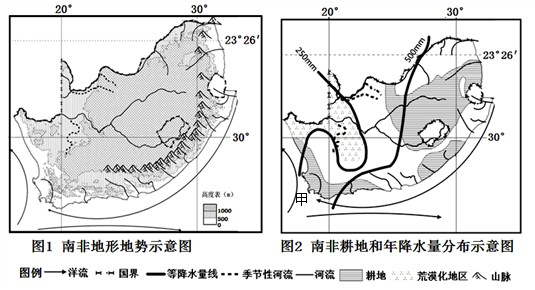 20° 30°
23°26′
30°
高度表（m）
1000
500
0
图1 南非地形地势示意图
20° 30°
250mm
500mm
23°26′
30°
甲
图2 南非耕地和年降水量分布示意图
图例 洋流 国界 等降水量线 季节性河流 河流 耕地 荒漠化地区 山脉